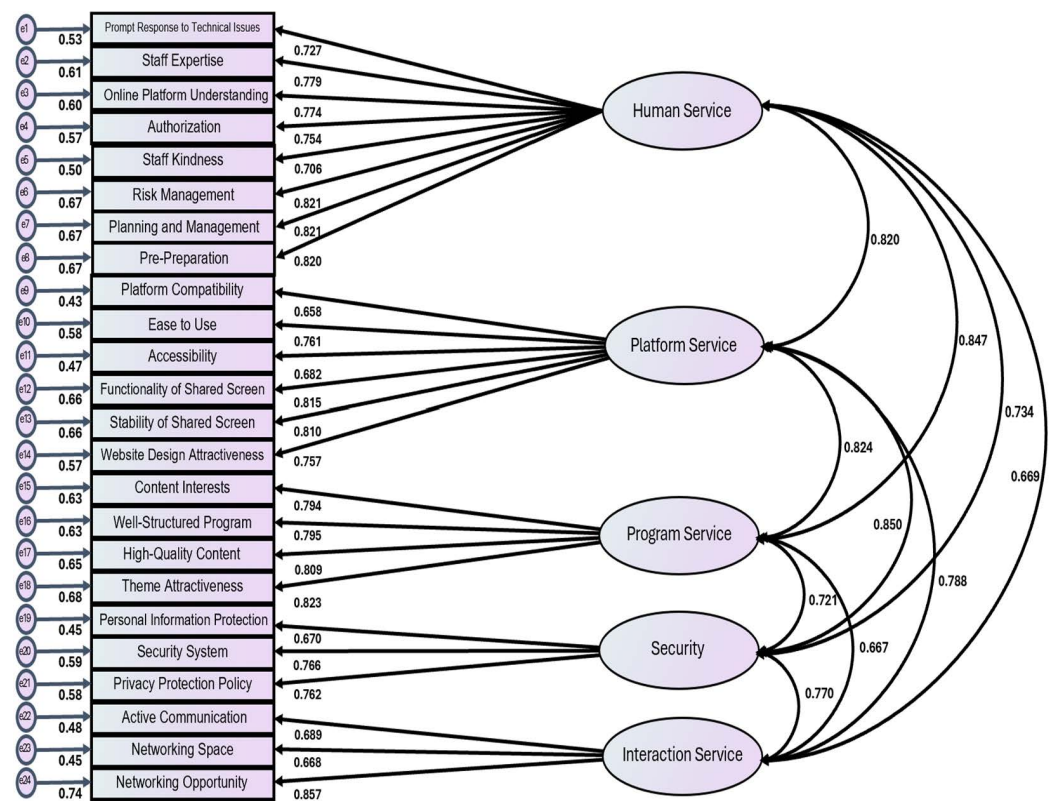 e1
Prompt Response to Technical Issues
0.53
0.727
e2
Staff Expertise
0.61
0.779
Human Service
e3
Online Platform Understanding
0.60
0.774
e4
Authorization
0.57
0.754
e5
Staff Kindness
0.50
0.706
e6
Risk Management
0.67
0.821
e7
Planning and Management
0.67
0.821
0.820
e8
Pre-Preparation
0.67
0.820
e9
Platform Compatibility
0.43
0.658
e10
Ease to Use
0.58
0.761
Platform Service
0.847
e11
Accessibility
0.47
0.682
e12
Functionality of Shared Screen
0.66
0.815
0.734
e13
Stability of Shared Screen
0.66
0.810
0.824
e14
Website Design Attractiveness
0.57
0.757
0.669
e15
Content Interests
0.63
0.794
e16
Well-Structured Program
0.63
0.795
Program Service
0.850
e17
High-Quality Content
0.65
0.809
e18
Theme Attractiveness
0.68
0.823
0.721
0.788
e19
Personal Information Protection
0.45
0.670
e20
Security System
0.59
0.766
Security
0.667
e21
Privacy Protection Policy
0.58
0.762
0.770
e22
Active Communication
0.48
0.689
e23
Networking Space
0.45
0.668
Interaction Service
e24
Networking Opportunity
0.74
0.857